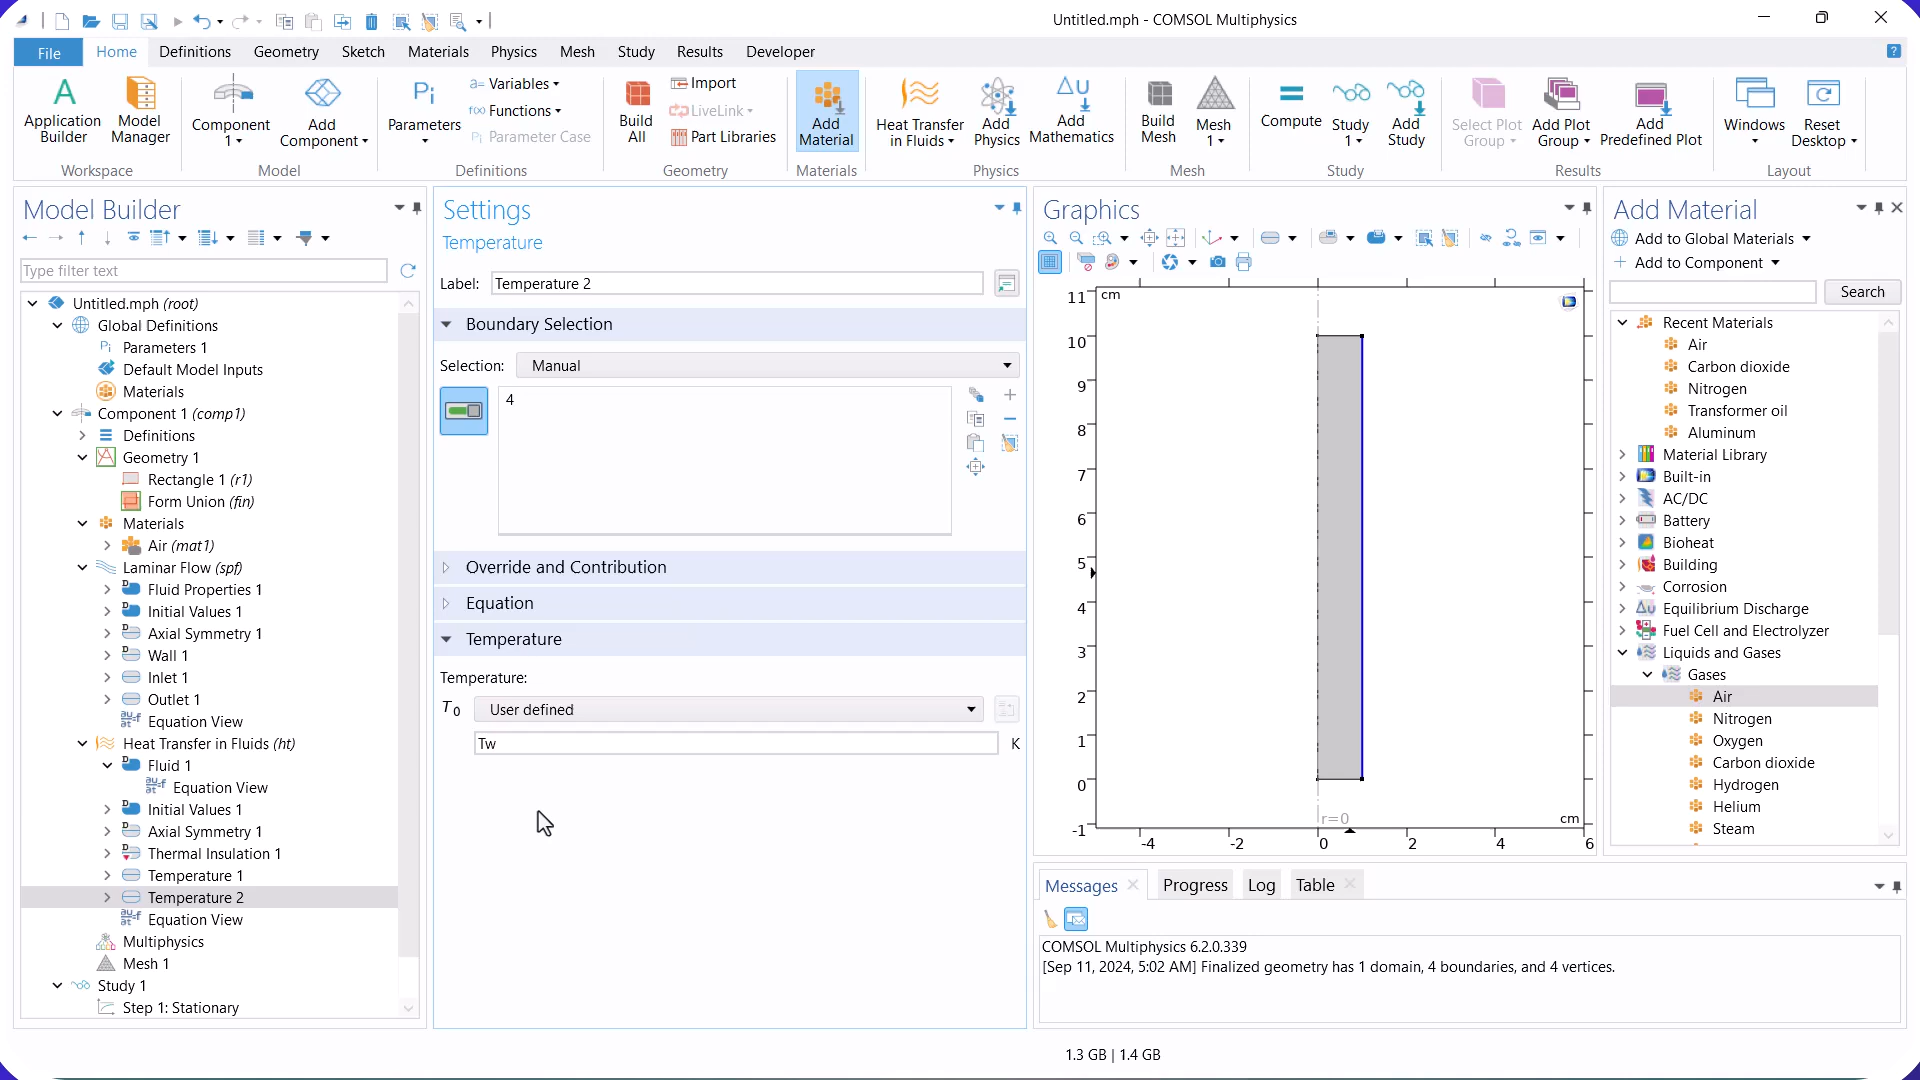 Untitled.mph - COMSOL Multiphysics
File
Home
Definitions
Geometry
Sketch
Materials
Physics
Mesh
Study
Results
Developer
Application
Builder
Model
Manager
Workspace
Component
1
Add
Component
Model
Pi
Parameters
a= Variables
f(x) Functions
Pi Parameter Case
Definitions
Build
All
Import
LiveLink
Part Libraries
Geometry
Add
Material
Materials
Heat Transfer
in Fluids
Add
Physics
ΔU
Add
Mathematics
Physics
Build
Mesh
Mesh
1
Mesh
Compute
Study
1
Add
Study
Study
Select Plot
Group
Add Plot
Group
Add
Predefined Plot
Results
Windows
Reset
Desktop
Layout
Model Builder
Type filter text
Untitled.mph (root)
Global Definitions
Pi Parameters 1
Default Model Inputs
Materials
Component 1 (comp1)
Definitions
Geometry 1
Rectangle 1 (r1)
Form Union (fin)
Materials
Air (mat1)
Laminar Flow (spf)
Fluid Properties 1
Initial Values 1
Axial Symmetry 1
Wall 1
Inlet 1
Outlet 1
Equation View
Heat Transfer in Fluids (ht)
Fluid 1
Equation View
Initial Values 1
Axial Symmetry 1
Thermal Insulation 1
Temperature 1
Temperature 2
Equation View
Multiphysics
Mesh 1
Study 1
Step 1: Stationary
Settings
Temperature
Label: Temperature 2
Boundary Selection
Selection: Manual
4
Override and Contribution
Equation
Temperature
Temperature:
T0 User defined
Tw K
Graphics
11 cm
10
9
8
7
6
5
4
3
2
1
0
-1
r=0
cm
-4 -2 0 2 4 6
Messages
Progress
Log
Table
COMSOL Multiphysics 6.2.0.339
[Sep 11, 2024, 5:02 AM] Finalized geometry has 1 domain, 4 boundaries, and 4 vertices.
Add Material
Add to Global Materials
+ Add to Component
Search
Recent Materials
Air
Carbon dioxide
Nitrogen
Transformer oil
Aluminum
Material Library
Built-in
AC/DC
Battery
Bioheat
Building
Corrosion
Δu Equilibrium Discharge
Fuel Cell and Electrolyzer
Liquids and Gases
Gases
Air
Nitrogen
Oxygen
Carbon dioxide
Hydrogen
Helium
Steam
1.3 GB | 1.4 GB